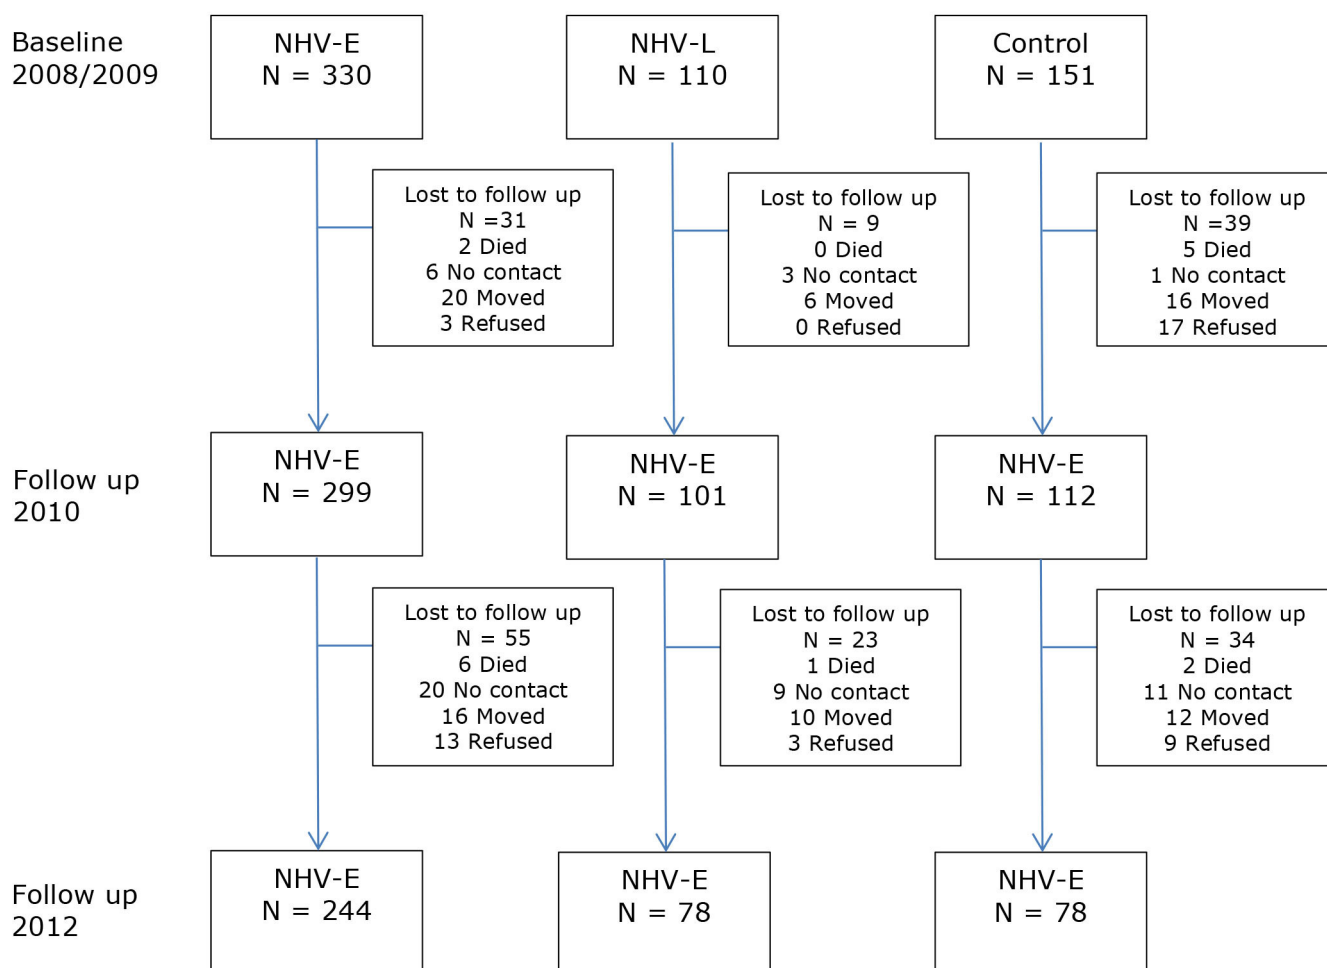 Baseline
2008/2009
NHV-E
N = 330
NHV-L
N = 110
Control
N = 151
Lost to follow up
N =31
2 Died
6 No contact
20 Moved
3 Refused
Lost to follow up
N = 9
0 Died
3 No contact
6 Moved
0 Refused
Lost to follow up
N =39
5 Died
1 No contact
16 Moved
17 Refused
Follow up
2010
NHV-E
N = 299
NHV-E
N = 101
NHV-E
N = 112
Lost to follow up
N = 55
6 Died
20 No contact
16 Moved
13 Refused
Lost to follow up
N = 23
1 Died
9 No contact
10 Moved
3 Refused
Lost to follow up
N = 34
2 Died
11 No contact
12 Moved
9 Refused
Follow up
2012
NHV-E
N = 244
NHV-E
N = 78
NHV-E
N = 78